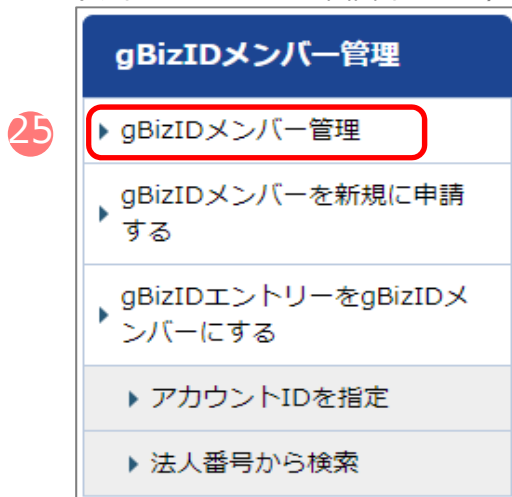 gBizIDメンバー管理
25
gBizIDメンバー管理
gBizIDメンバーを新規に申請
する
gBizIDエントリーをgBizIDメ
ンバーにする
アカウントIDを指定
法人番号から検索